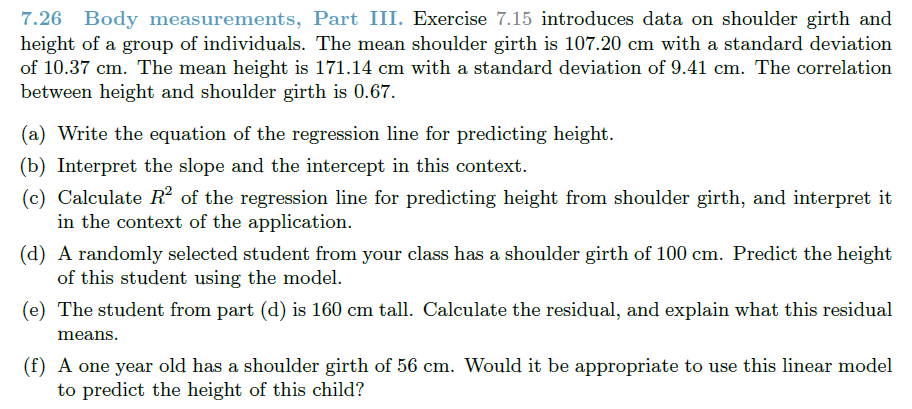 7.26 Body measurements, Part III. Exercise 7.15 introduces data on shoulder girth and
height of a group of individuals. The mean shoulder girth is 107.20 cm with a standard deviation
of 10.37 cm. The mean height is 171.14 cm with a standard deviation of 9.41 cm. The correlation
between height and shoulder girth is 0.67.
(a) Write the equation of the regression line for predicting height.
(b) Interpret the slope and the intercept in this context.
(c) Calculate R² of the regression line for predicting height from shoulder girth, and interpret it
in the context of the application.
(d) A randomly selected student from your class has a shoulder girth of 100 cm. Predict the height
of this student using the model.
(e) The student from part (d) is 160 cm tall. Calculate the residual, and explain what this residual
means.
(f) A one year old has a shoulder girth of 56 cm. Would it be appropriate to use this linear model
to predict the height of this child?